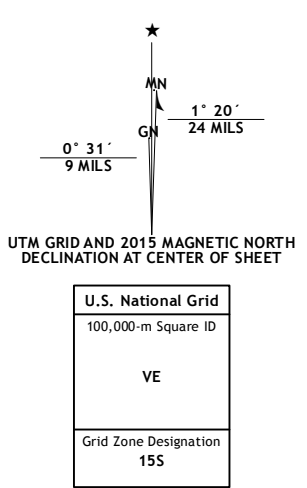 ★
MN
1° 20´
24 MILS
GN
0° 31´
9 MILS
UTM GRID AND 2015 MAGNETIC NORTH
DECLINATION AT CENTER OF SHEET
U.S. National Grid
100,000-m Square ID
VE
Grid Zone Designation
15S